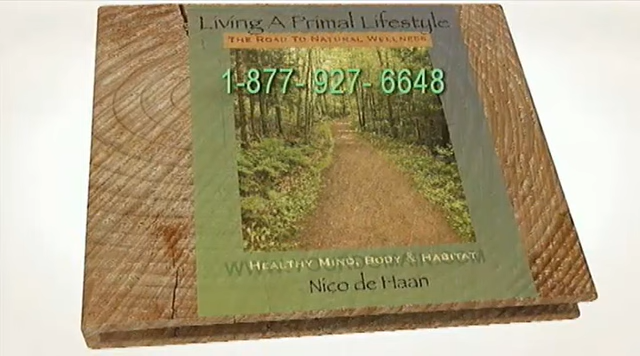 Living A Primal Lifestyle
The Road To Natural Wellness
1-877- 927- 6648
Healthy Mind, Body & Habitat
Nico de Haan